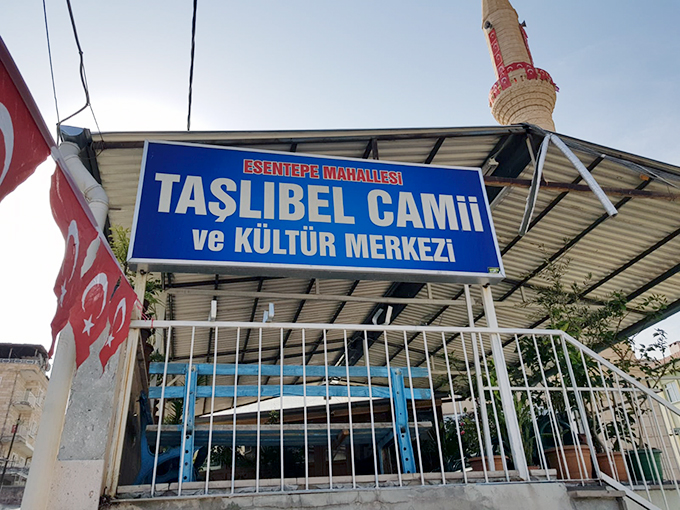 ESENTEPE MAHALLESİ
TAŞLIBEL CAMİİ
ve KÜLTÜR MERKEZİ